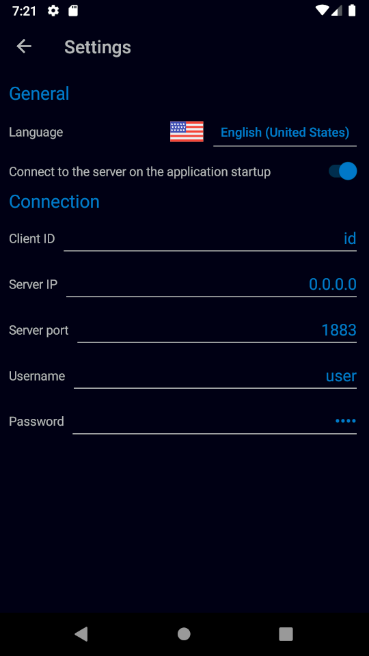 7:21
Settings
General
Language English (United States)
Connect to the server on the application startup
Connection
Client ID id
Server IP 0.0.0.0
Server port 1883
Username user
Password ••••